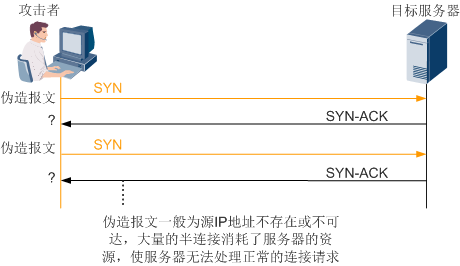 攻击者
目标服务器
伪造报文
SYN
?
SYN-ACK
伪造报文
SYN
?
SYN-ACK
伪造报文一般为源IP地址不存在或不可
达，大量的半连接消耗了服务器的资
源，使服务器无法处理正常的连接请求